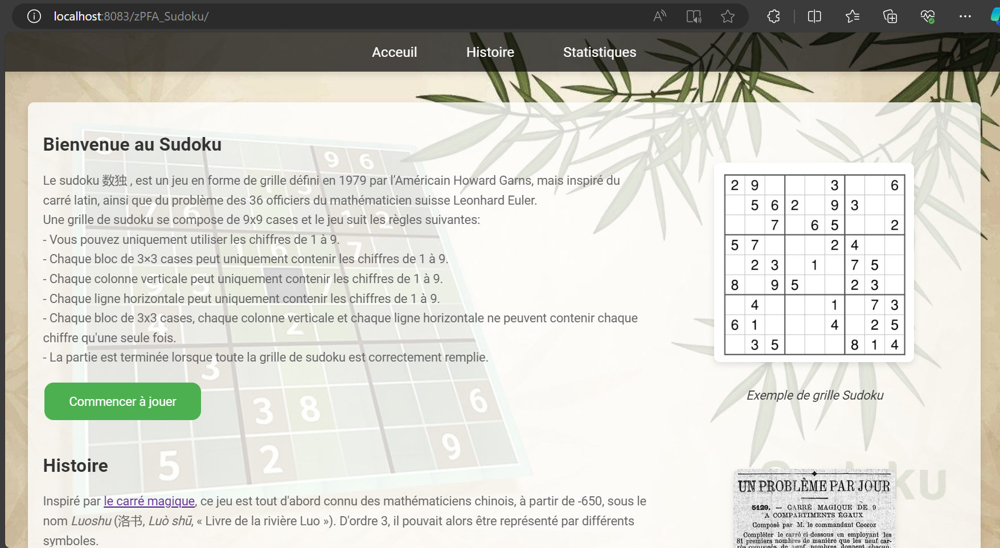 localhost:8083/zPFA_Sudoku/
Acceuil Histoire Statistiques
Bienvenue au Sudoku
Le sudoku 数独 , est un jeu en forme de grille défini en 1979 par l’Américain Howard Garns, mais inspiré du
carré latin, ainsi que du problème des 36 officiers du mathématicien suisse Leonhard Euler.
Une grille de sudoku se compose de 9x9 cases et le jeu suit les règles suivantes:
- Vous pouvez uniquement utiliser les chiffres de 1 à 9.
- Chaque bloc de 3×3 cases peut uniquement contenir les chiffres de 1 à 9.
- Chaque colonne verticale peut uniquement contenir les chiffres de 1 à 9.
- Chaque ligne horizontale peut uniquement contenir les chiffres de 1 à 9.
- Chaque bloc de 3x3 cases, chaque colonne verticale et chaque ligne horizontale ne peuvent contenir chaque
chiffre qu'une seule fois.
- La partie est terminée lorsque toute la grille de sudoku est correctement remplie.
Commencer à jouer
2 9 3 6
5 6 2 9 3
7 6 5 2
5 7 2 4
2 3 1 7 5
8 9 5 2 3
4 1 7 3
6 1 4 2 5
3 5 8 1 4
Exemple de grille Sudoku
Histoire
Inspiré par le carré magique, ce jeu est tout d'abord connu des mathématiciens chinois, à partir de -650, sous le
nom Luoshu (洛书, Luò shū, « Livre de la rivière Luo »). D'ordre 3, il pouvait alors être représenté par différents
symboles.
UN PROBLÈME PAR JOUR
5129. — CARRÉ MAGIQUE DE 9
A COMPARTIMENTS ÉGAUX
Composé par M. le commandant Coccoz
Compléter le carré ci-dessous en employant les
81 premiers nombres de manière que les neuf car-